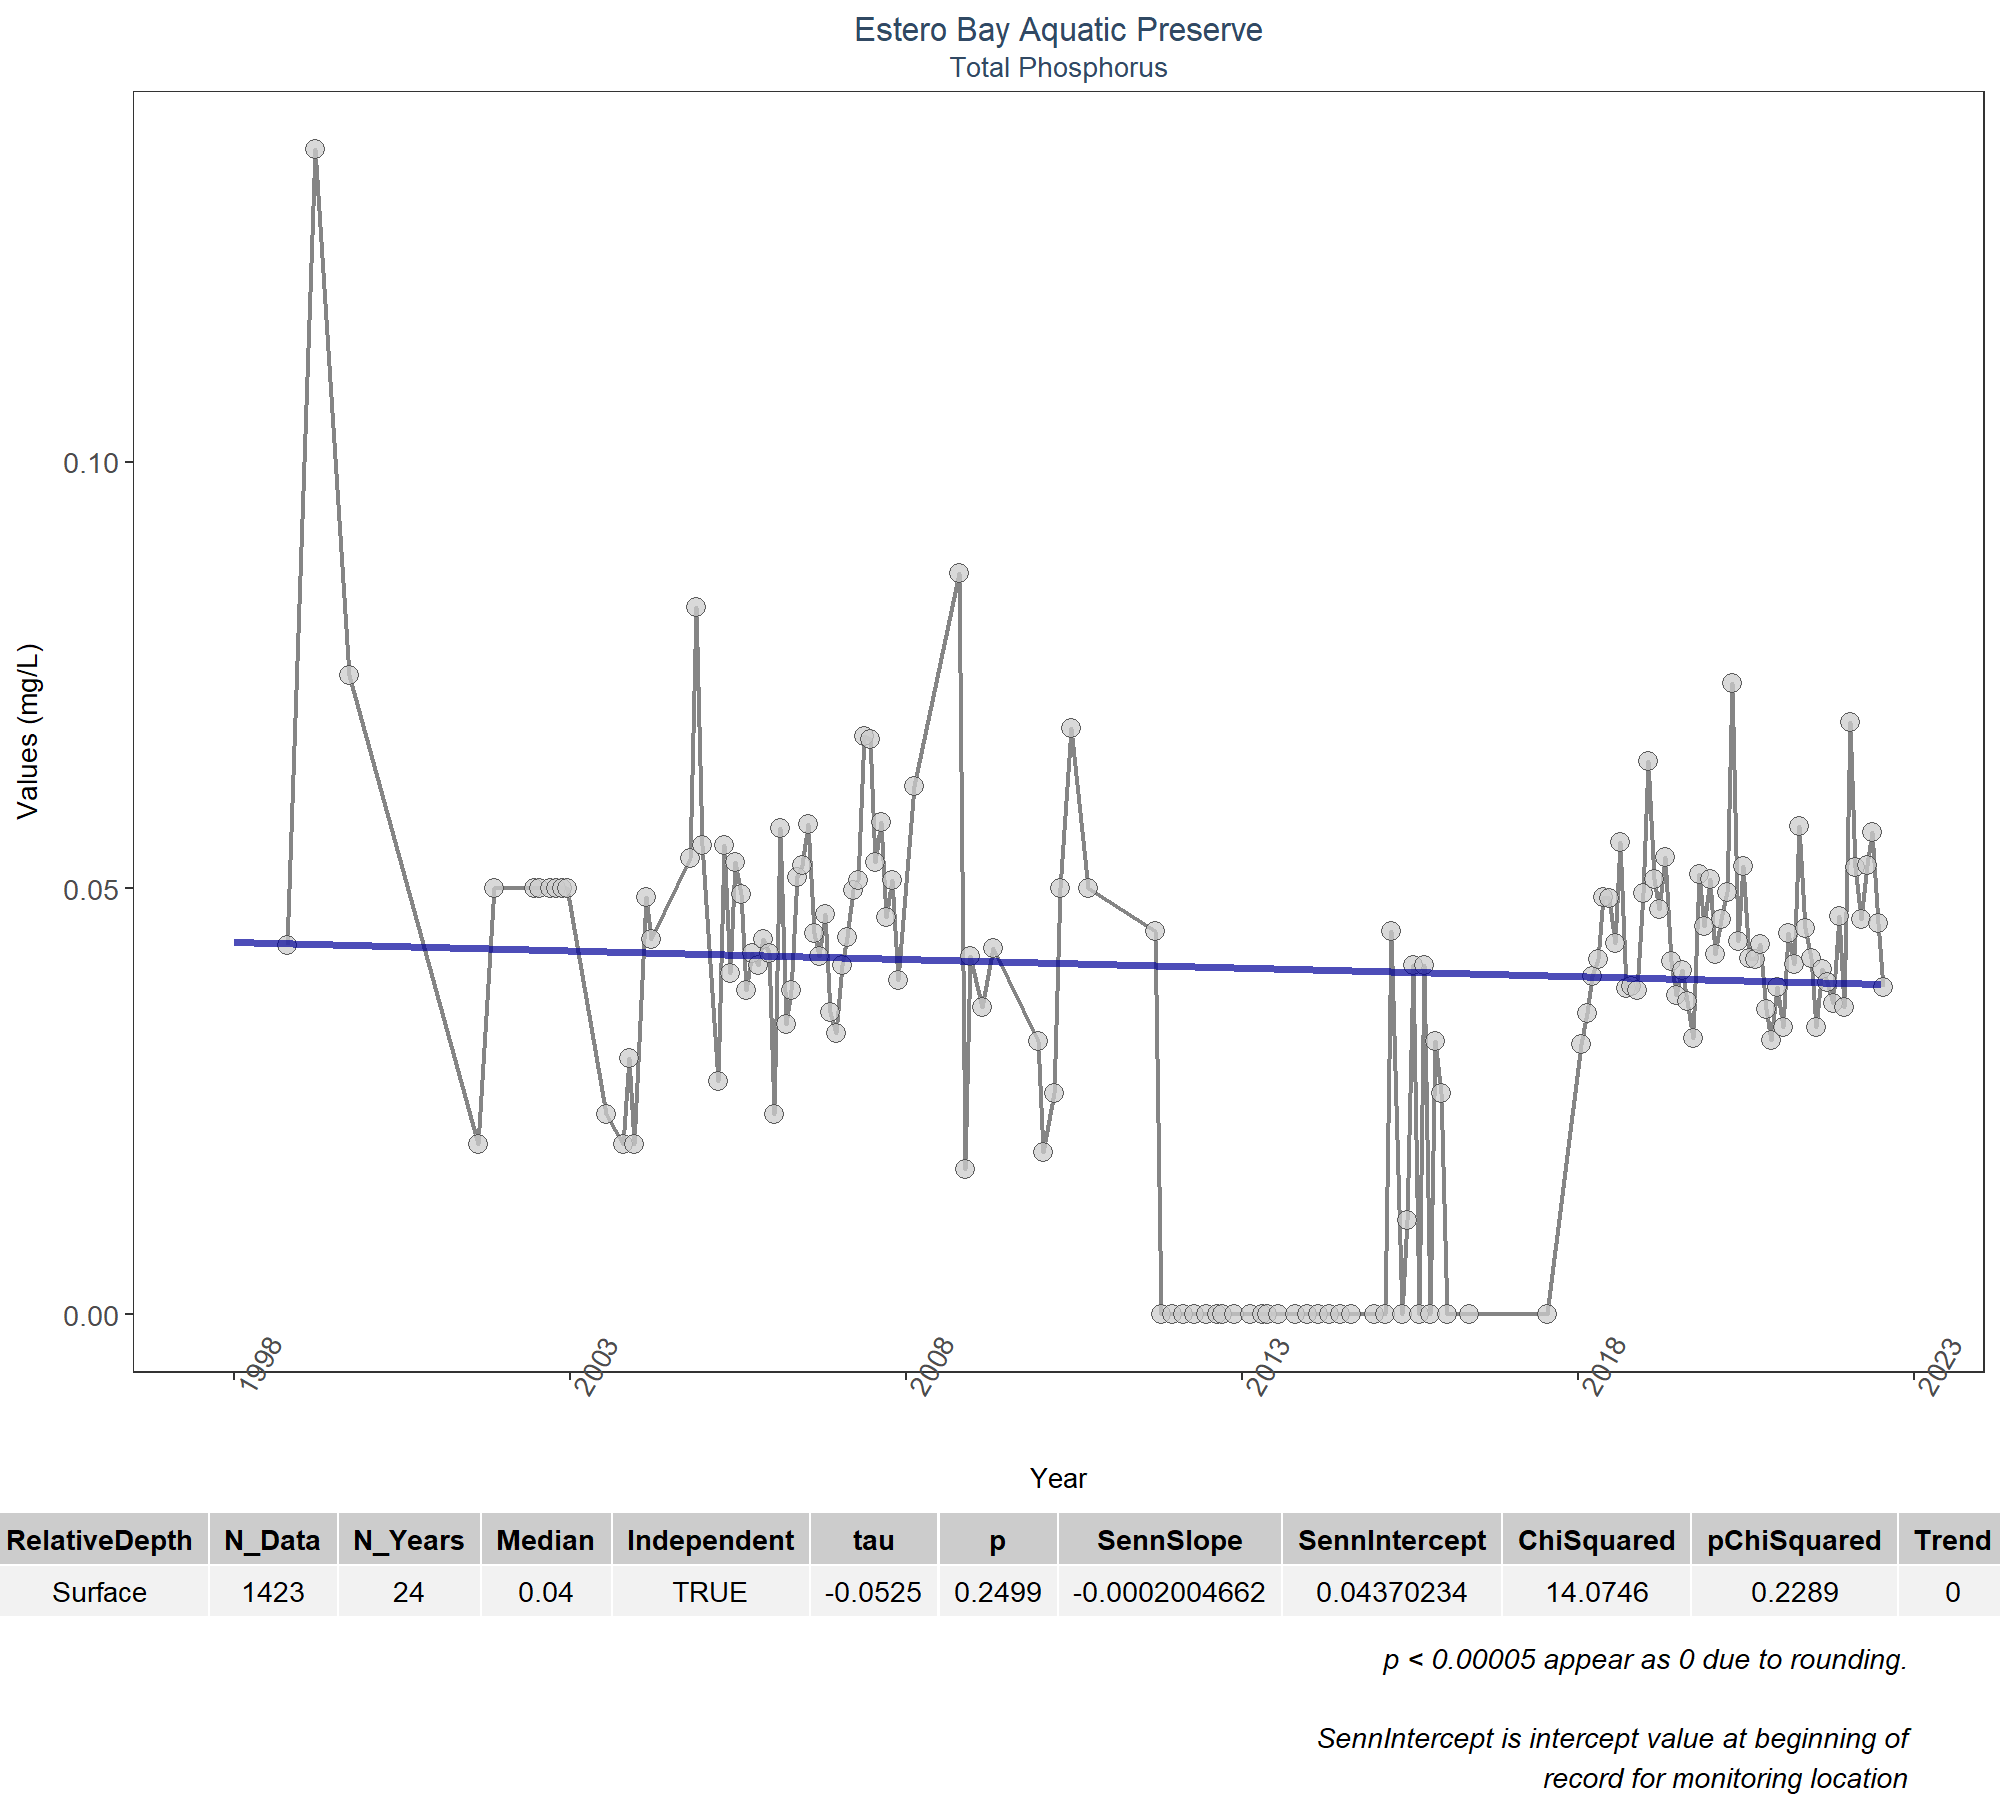 Estero Bay Aquatic Preserve
Total Phosphorus
Values (mg/L)
0.10
0.05
0.00
1998 2003 2008 2013 2018 2023
Year
RelativeDepth N_Data N_Years Median Independent tau p SennSlope SennIntercept ChiSquared pChiSquared Trend
Surface 1423 24 0.04 TRUE -0.0525 0.2499 -0.0002004662 0.04370234 14.0746 0.2289 0
p < 0.00005 appear as 0 due to rounding.
SennIntercept is intercept value at beginning of
record for monitoring location